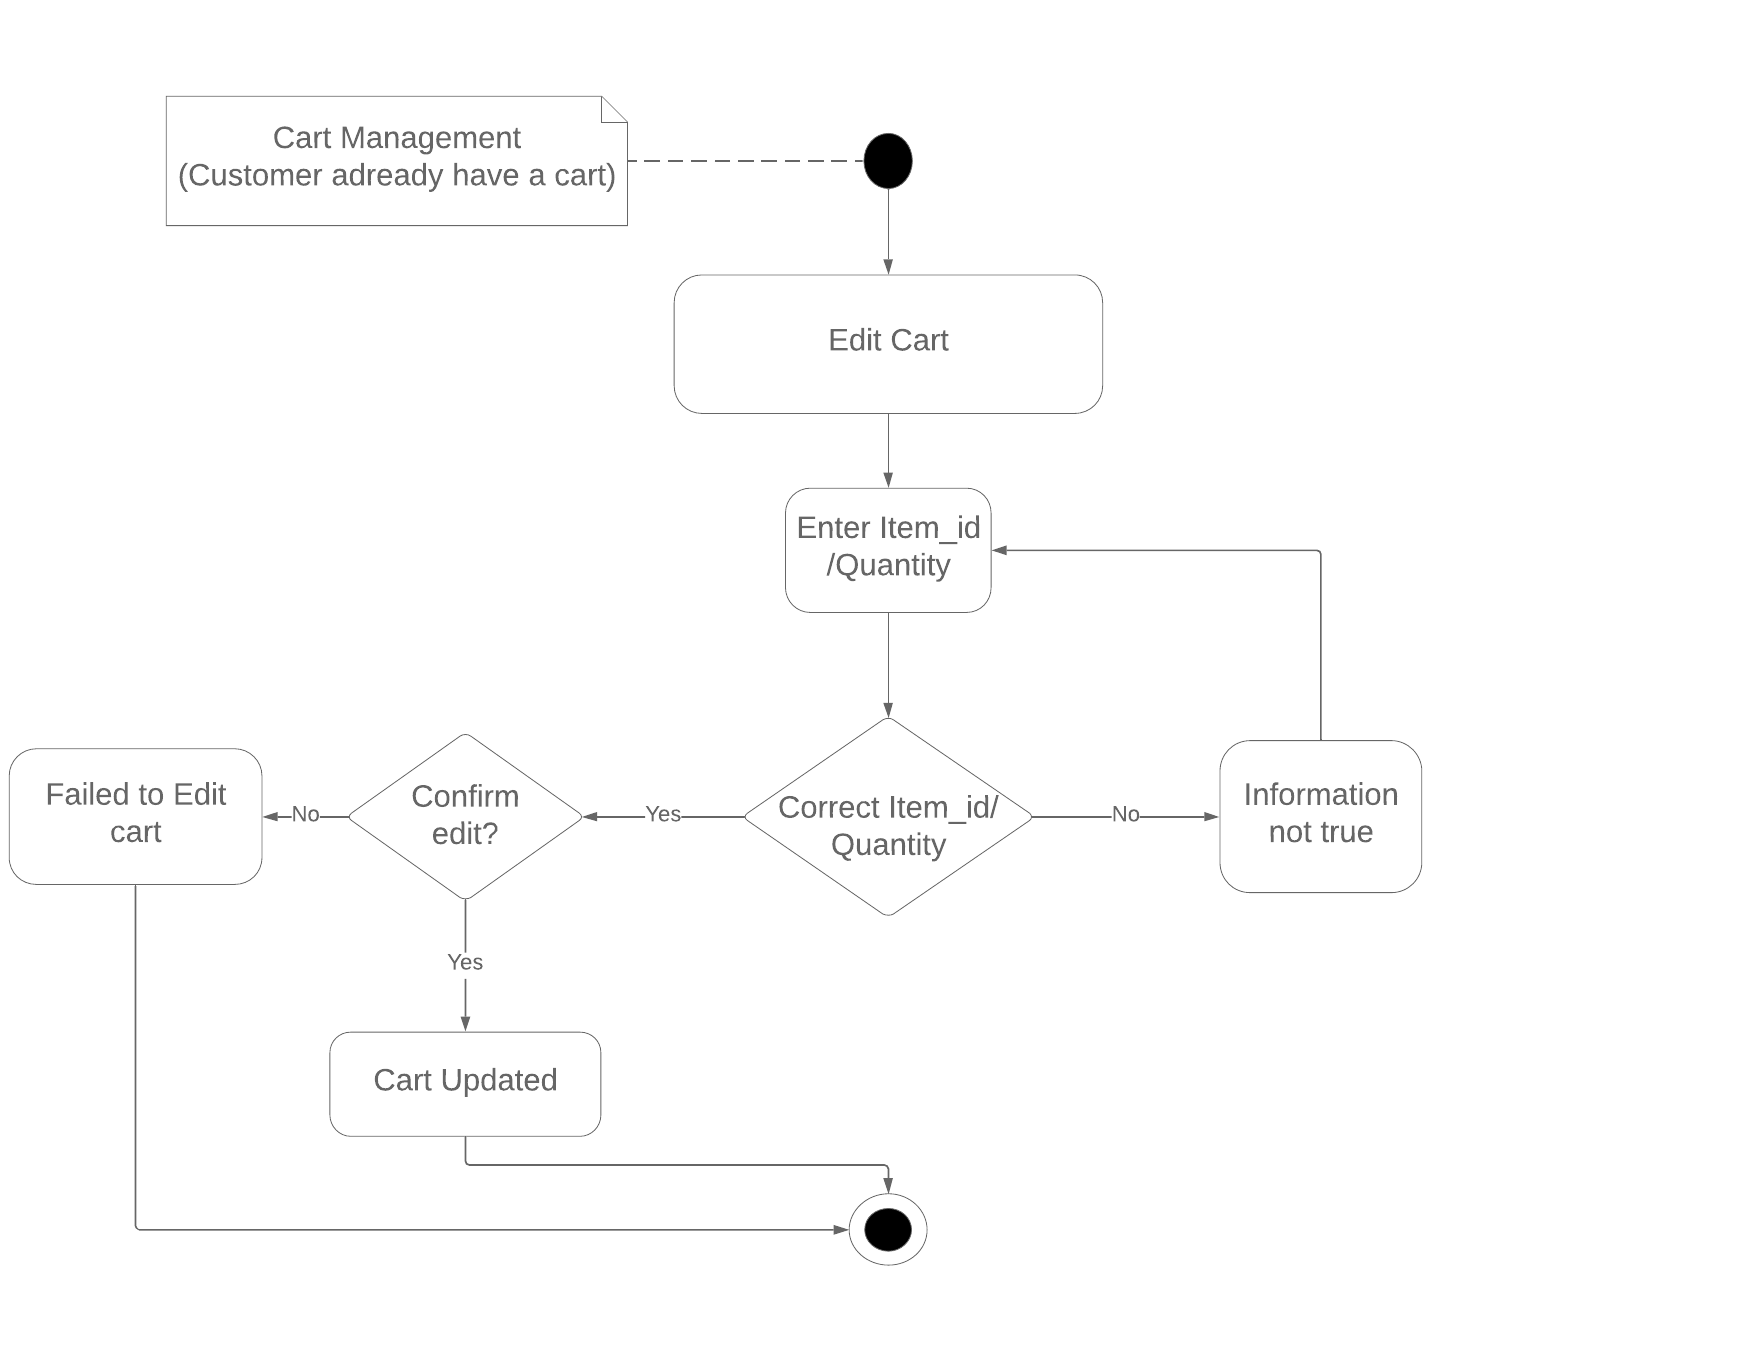 Cart Management
(Customer adready have a cart)
Edit Cart
Enter Item_id
/Quantity
Failed to Edit
cart
No
Confirm
edit?
Yes
Correct Item_id/
Quantity
No
Information
not true
Yes
Cart Updated